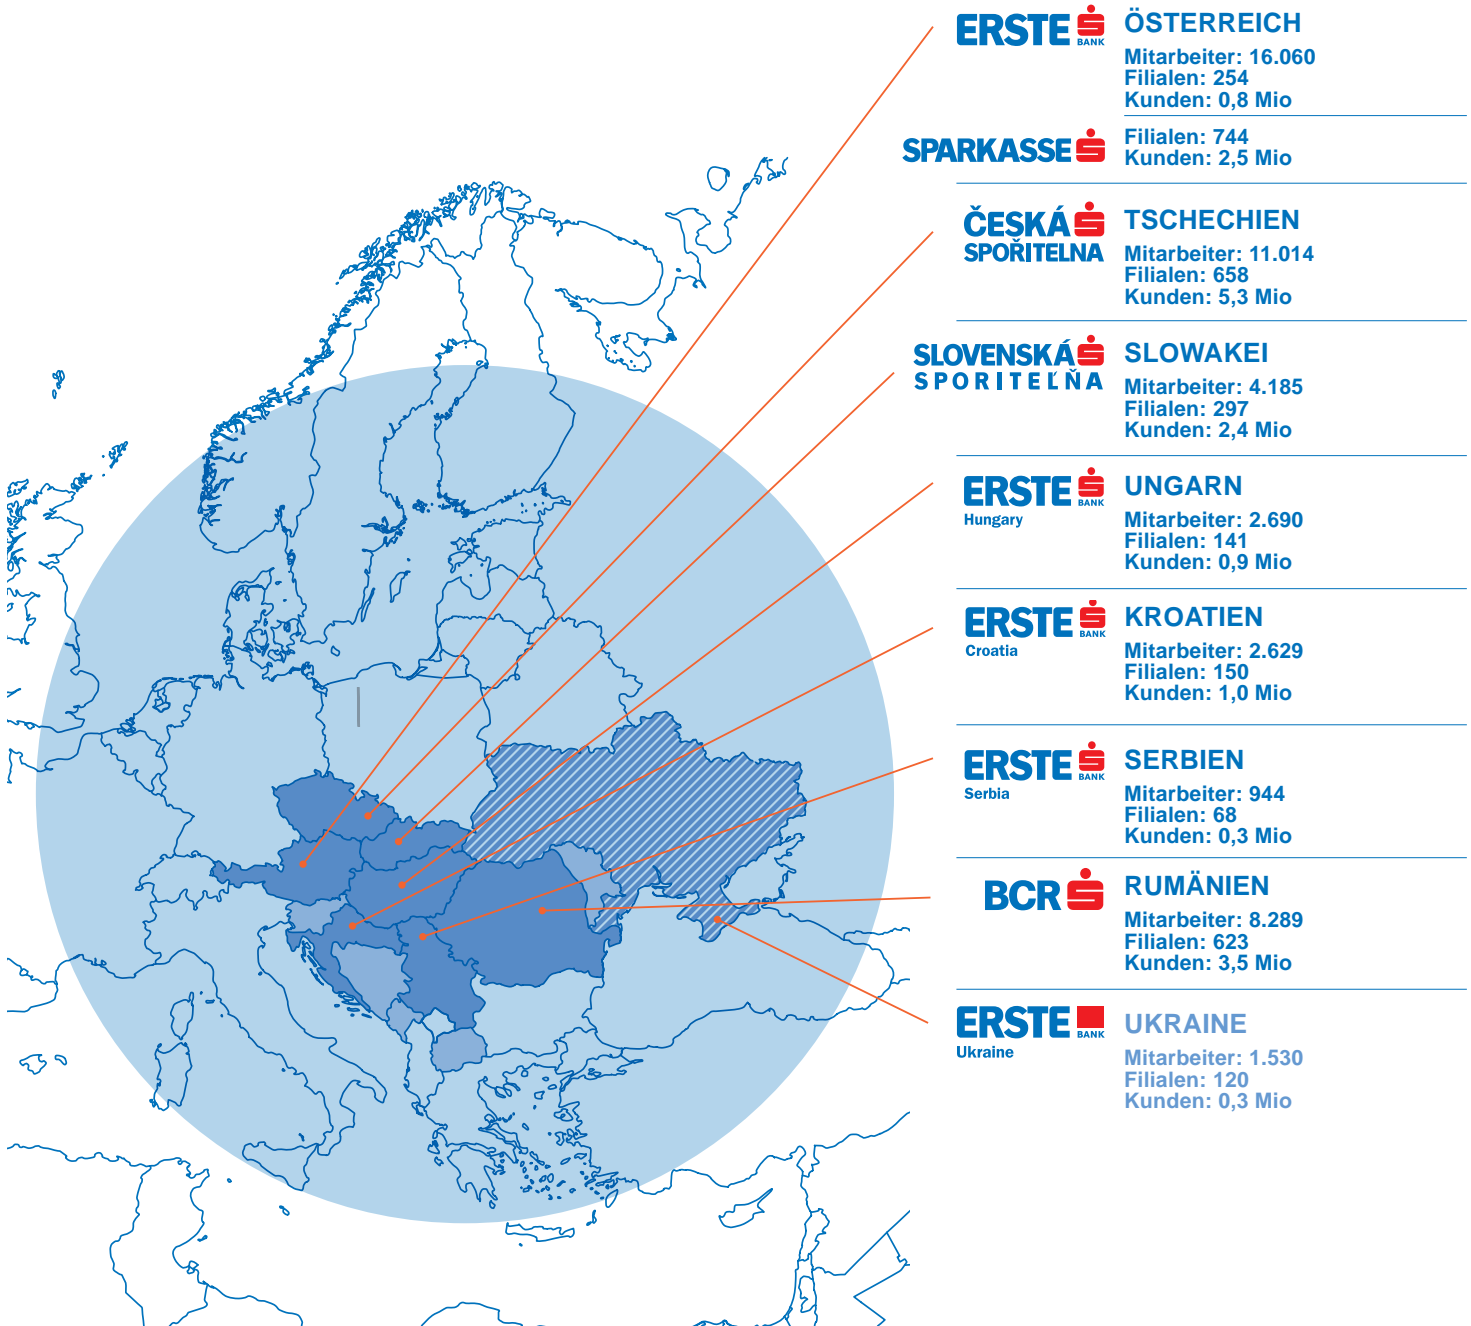 ERSTE BANK
ÖSTERREICH
Mitarbeiter: 16.060
Filialen: 254
Kunden: 0,8 Mio
SPARKASSE
Filialen: 744
Kunden: 2,5 Mio
ČESKÁ
SPOŘITELNA
TSCHECHIEN
Mitarbeiter: 11.014
Filialen: 658
Kunden: 5,3 Mio
SLOVENSKÁ
SPORITEĽŇA
SLOWAKEI
Mitarbeiter: 4.185
Filialen: 297
Kunden: 2,4 Mio
ERSTE BANK
Hungary
UNGARN
Mitarbeiter: 2.690
Filialen: 141
Kunden: 0,9 Mio
ERSTE BANK
Croatia
KROATIEN
Mitarbeiter: 2.629
Filialen: 150
Kunden: 1,0 Mio
ERSTE BANK
Serbia
SERBIEN
Mitarbeiter: 944
Filialen: 68
Kunden: 0,3 Mio
BCR
RUMÄNIEN
Mitarbeiter: 8.289
Filialen: 623
Kunden: 3,5 Mio
ERSTE BANK
Ukraine
UKRAINE
Mitarbeiter: 1.530
Filialen: 120
Kunden: 0,3 Mio